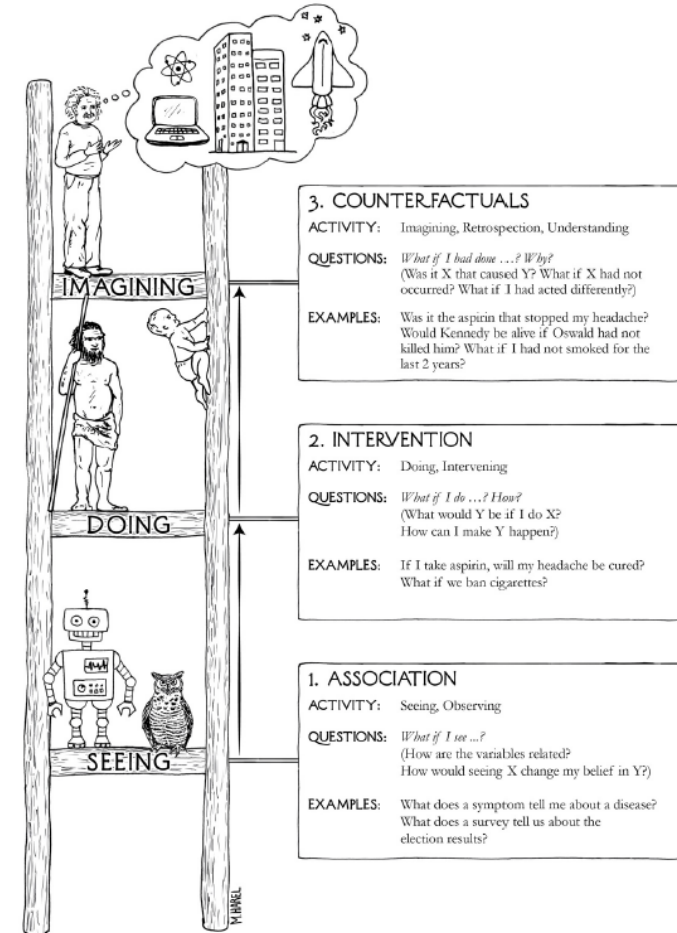 3. COUNTERFACTUALS
ACTIVITY: Imagining, Retrospection, Understanding
QUESTIONS: What if I had done …? Why?
(Was it X that caused Y? What if X had not
occurred? What if I had acted differently?)
EXAMPLES: Was it the aspirin that stopped my headache?
Would Kennedy be alive if Oswald had not
killed him? What if I had not smoked for the
last 2 years?
IMAGINING
2. INTERVENTION
ACTIVITY: Doing, Intervening
QUESTIONS: What if I do …? How?
(What would Y be if I do X?
How can I make Y happen?)
EXAMPLES: If I take aspirin, will my headache be cured?
What if we ban cigarettes?
DOING
1. ASSOCIATION
ACTIVITY: Seeing, Observing
QUESTIONS: What if I see ...?
(How are the variables related?
How would seeing X change my belief in Y?)
EXAMPLES: What does a symptom tell me about a disease?
What does a survey tell us about the
election results?
SEEING
M. HAREL